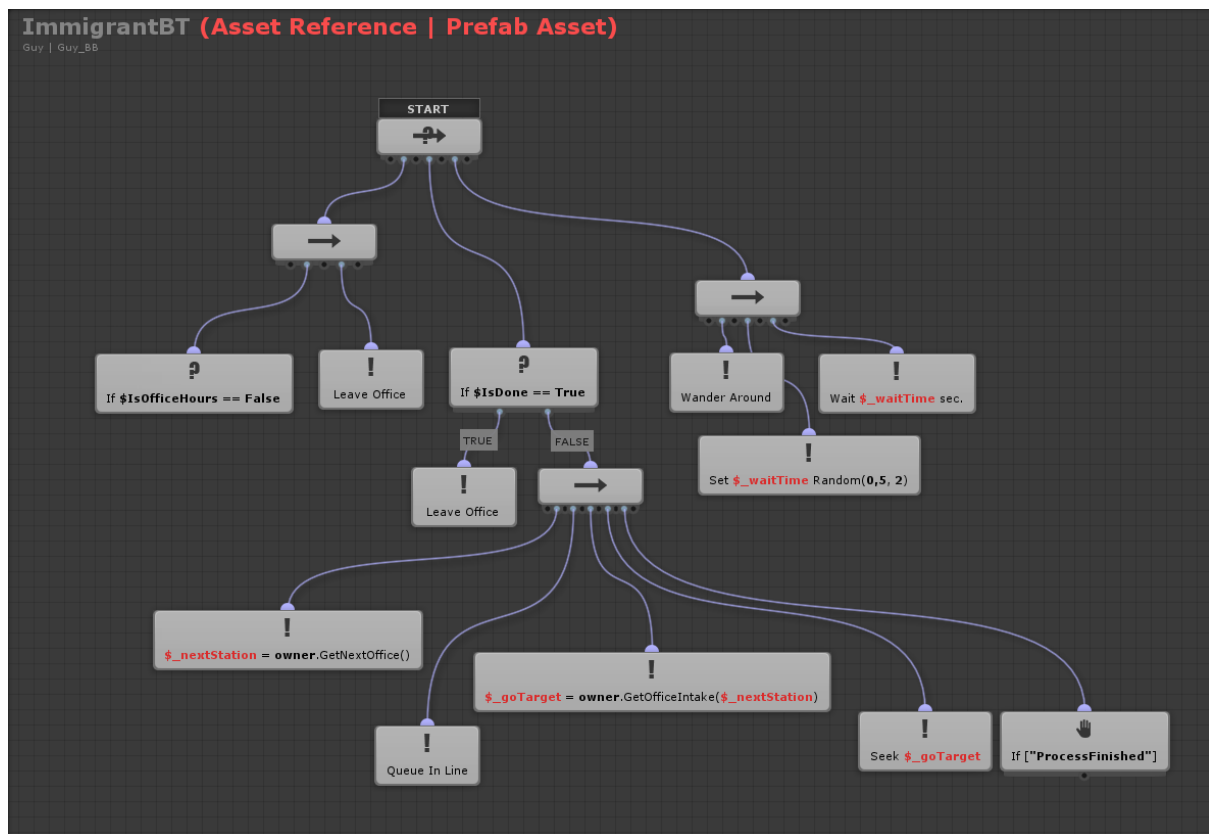 ImmigrantBT (Asset Reference | Prefab Asset)
Guy | Guy_BB
START
If $IsOfficeHours == False
Leave Office
If $IsDone == True
Wander Around
Wait $_waitTime sec.
TRUE
FALSE
Set $_waitTime Random(0,5, 2)
Leave Office
$_nextStation = owner.GetNextOffice()
$_goTarget = owner.GetOfficeIntake($_nextStation)
Queue In Line
Seek $_goTarget
If ["ProcessFinished"]